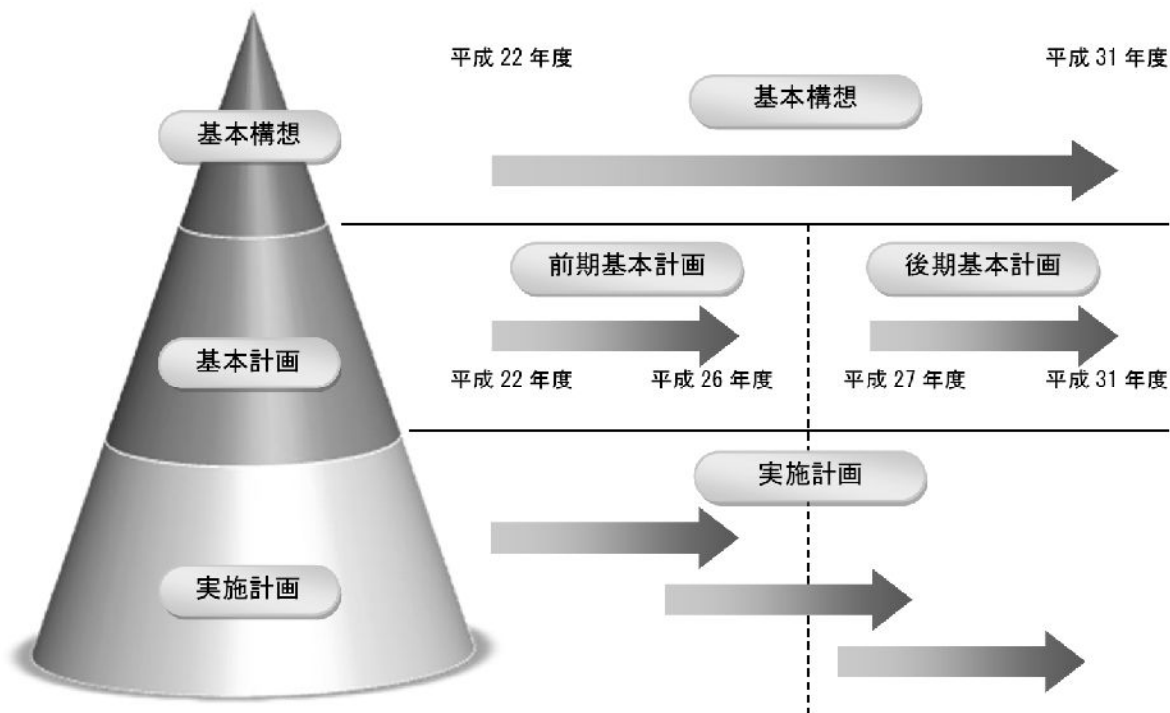 基本構想
基本計画
実施計画
平成 22 年度
平成 31 年度
基本構想
前期基本計画
後期基本計画
平成 22 年度
平成 26 年度
平成 27 年度
平成 31 年度
実施計画